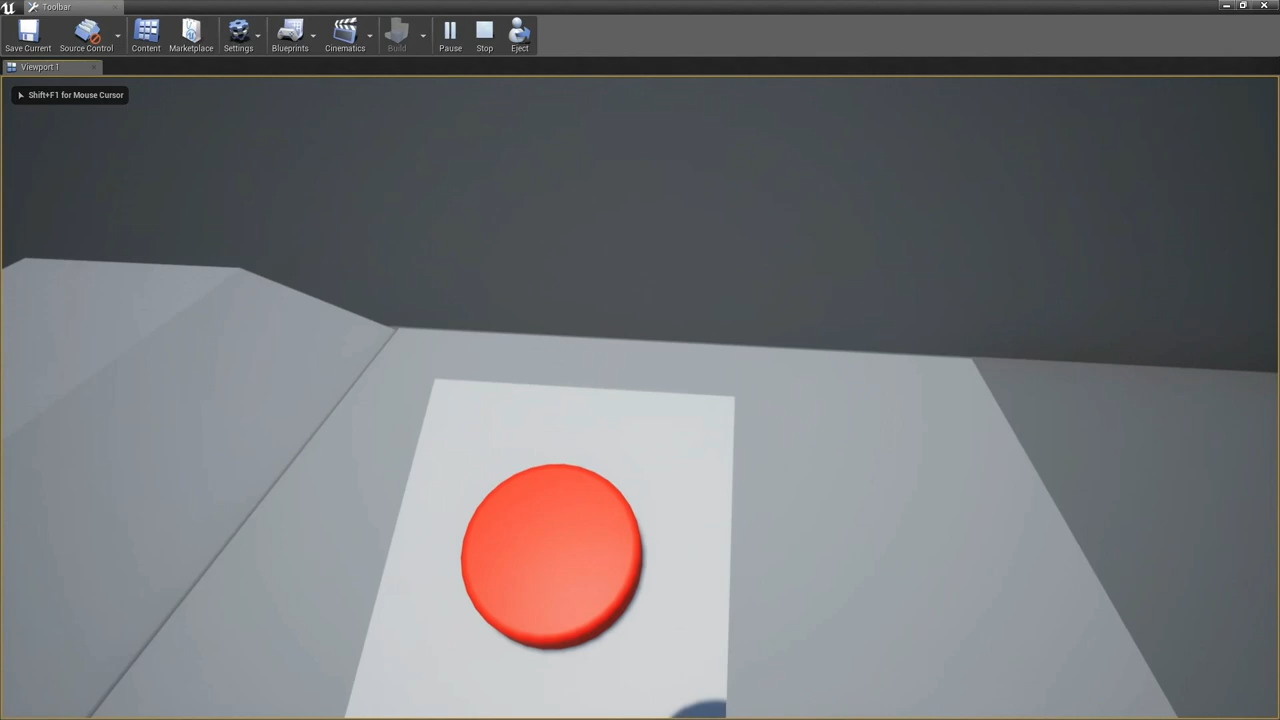 Toolbar
Save Current
Source Control
Content
Marketplace
Settings
Blueprints
Cinematics
Build
Pause
Stop
Eject
Viewport 1
Shift+F1 for Mouse Cursor